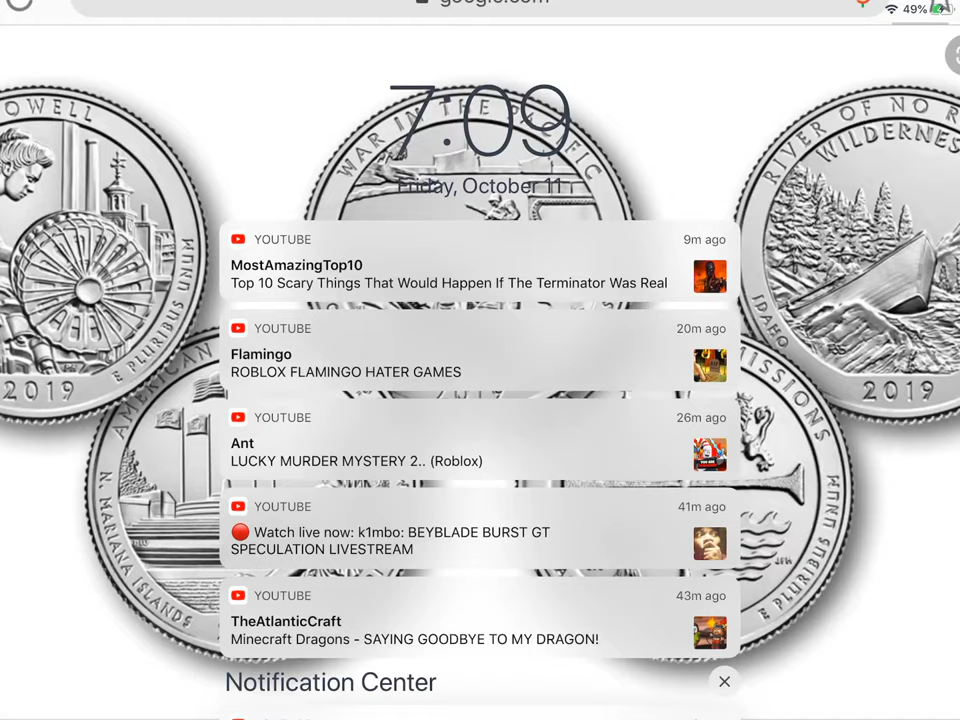 google.com
49%
7:09
Friday, October 11
LOWELL
E PLURIBUS UNUM
2019
WAR IN THE PACIFIC
RIVER OF NO R
WILDERNES
IDAHO
2019
AMERICAN
N. MARIANA ISLANDS
MISSIONS
E PLURIBUS UNUM
JFM
YOUTUBE
9m ago
MostAmazingTop10
Top 10 Scary Things That Would Happen If The Terminator Was Real
YOUTUBE
20m ago
Flamingo
ROBLOX FLAMINGO HATER GAMES
YOUTUBE
26m ago
Ant
LUCKY MURDER MYSTERY 2.. (Roblox)
YOUTUBE
41m ago
🔴 Watch live now: k1mbo: BEYBLADE BURST GT
SPECULATION LIVESTREAM
YOUTUBE
43m ago
TheAtlanticCraft
Minecraft Dragons - SAYING GOODBYE TO MY DRAGON!
Notification Center